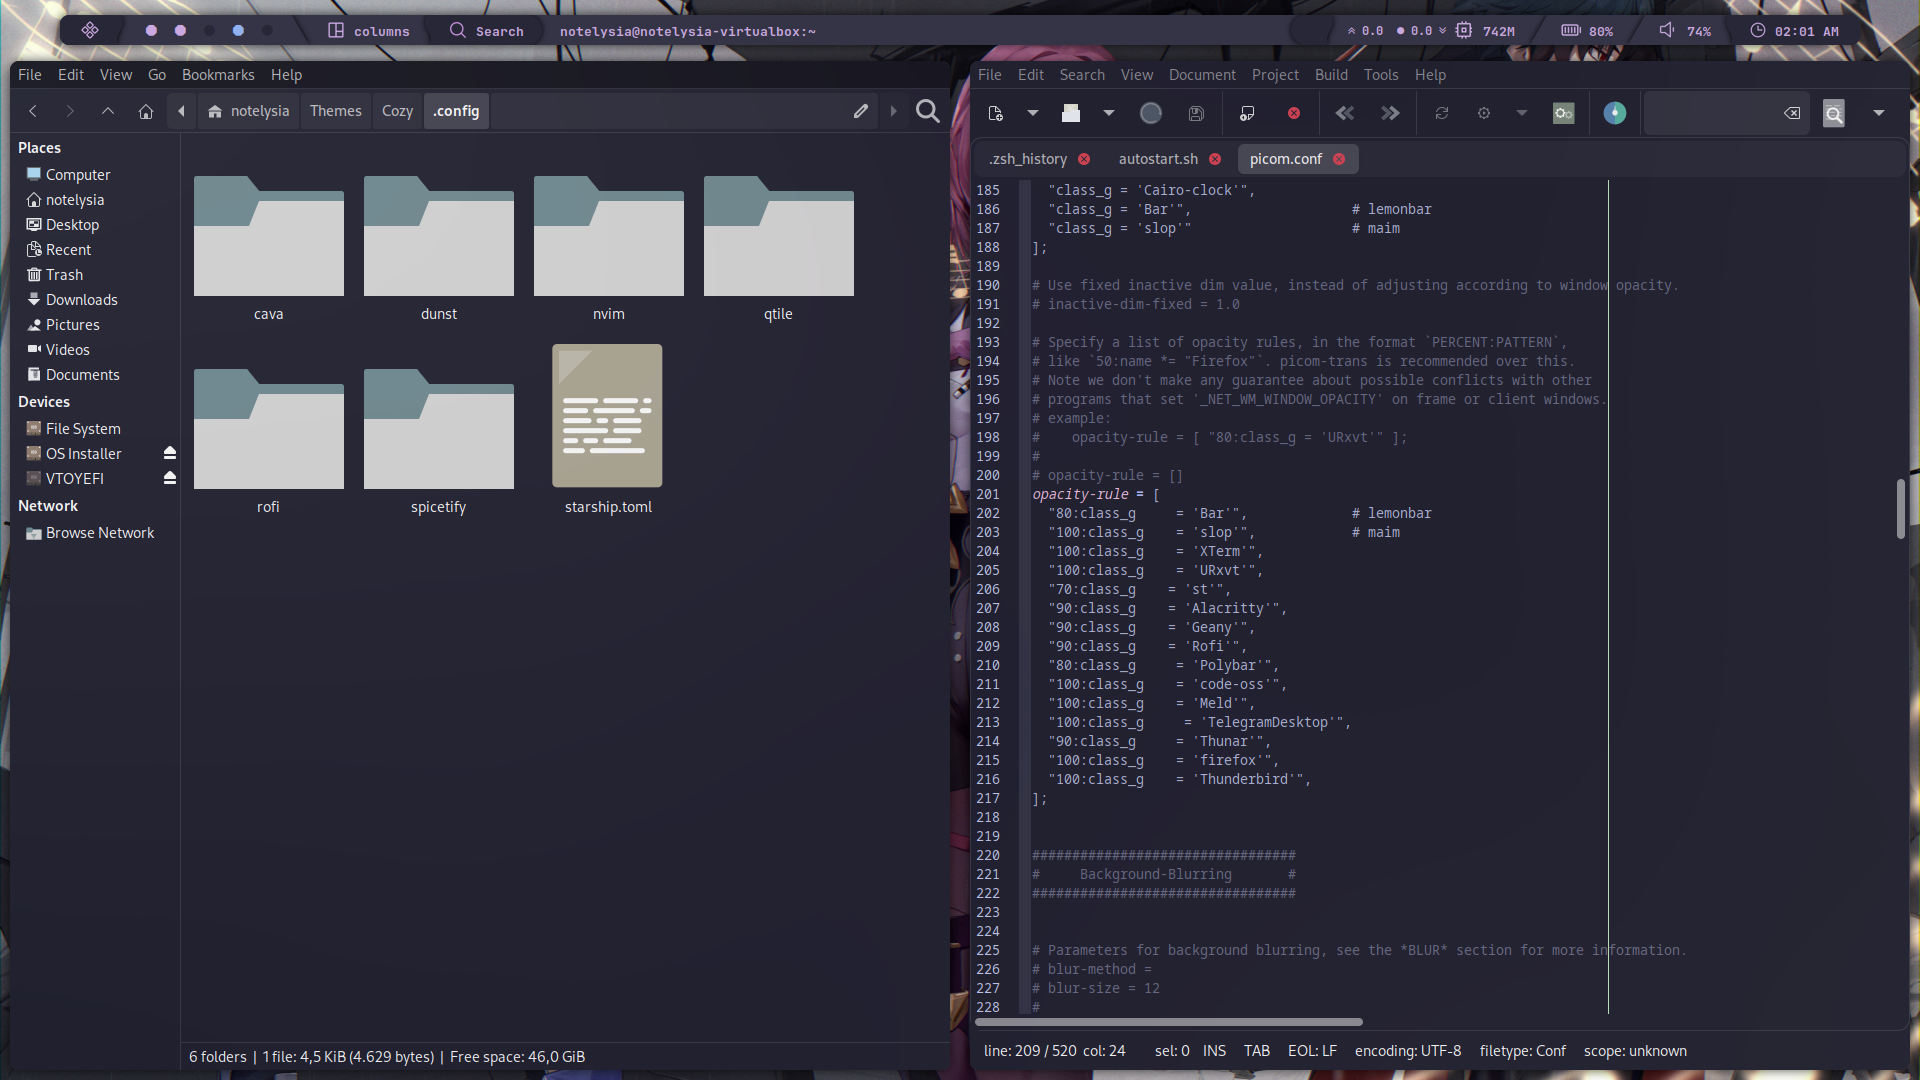 columns Search notelysia@notelysia-virtualbox:~ 0.0 0.0 742M 80% 74% 02:01 AM
File Edit View Go Bookmarks Help
notelysia Themes Cozy .config
Places
Computer
notelysia
Desktop
Recent
Trash
Downloads
Pictures
Videos
Documents
Devices
File System
OS Installer
VTOYEFI
Network
Browse Network
cava dunst nvim qtile
rofi spicetify starship.toml
6 folders | 1 file: 4,5 KiB (4.629 bytes) | Free space: 46,0 GiB
File Edit Search View Document Project Build Tools Help
.zsh_history autostart.sh picom.conf
185 "class_g = 'Cairo-clock'",
186 "class_g = 'Bar'", # lemonbar
187 "class_g = 'slop'" # maim
188 ];
189
190 # Use fixed inactive dim value, instead of adjusting according to window opacity.
191 # inactive-dim-fixed = 1.0
192
193 # Specify a list of opacity rules, in the format `PERCENT:PATTERN`,
194 # like `50:name *= "Firefox"`. picom-trans is recommended over this.
195 # Note we don't make any guarantee about possible conflicts with other
196 # programs that set '_NET_WM_WINDOW_OPACITY' on frame or client windows.
197 # example:
198 #    opacity-rule = [ "80:class_g = 'URxvt'" ];
199 #
200 # opacity-rule = []
201 opacity-rule = [
202 "80:class_g     = 'Bar'",             # lemonbar
203 "100:class_g    = 'slop'",            # maim
204 "100:class_g    = 'XTerm'",
205 "100:class_g    = 'URxvt'",
206 "70:class_g    = 'st'",
207 "90:class_g    = 'Alacritty'",
208 "90:class_g    = 'Geany'",
209 "90:class_g    = 'Rofi'",
210 "80:class_g     = 'Polybar'",
211 "100:class_g    = 'code-oss'",
212 "100:class_g    = 'Meld'",
213 "100:class_g     = 'TelegramDesktop'",
214 "90:class_g     = 'Thunar'",
215 "100:class_g    = 'firefox'",
216 "100:class_g    = 'Thunderbird'",
217 ];
218
219
220 #################################
221 #     Background-Blurring       #
222 #################################
223
224
225 # Parameters for background blurring, see the *BLUR* section for more information.
226 # blur-method =
227 # blur-size = 12
228 #
line: 209 / 520 col: 24 sel: 0 INS TAB EOL: LF encoding: UTF-8 filetype: Conf scope: unknown